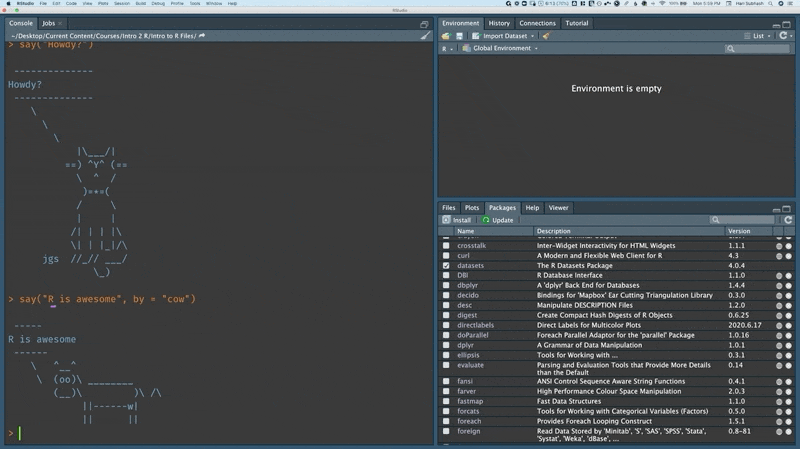 RStudio File Edit Code View Plots Session Build Debug Profile Tools Window Help
RStudio
Console Jobs
~/Desktop/Current Content/Courses/Intro 2 R/Intro to R Files/
> say("Howdy?")
--------------
Howdy?
--------------
\
\
\
|\___/|
==) ^Y^ (==
\ ^ /
)=*=(
/ \
| |
/| | | |\
\| | |_|/\
jgs //_// ___/
\_)
> say("R is awesome", by = "cow")
-----
R is awesome
------
\ ^__^
\ (oo)\ ________
(__)\ )\ /\
||------w|
|| ||
>
Environment History Connections Tutorial
Import Dataset List
R Global Environment
Environment is empty
Files Plots Packages Help Viewer
Install Update
Name Description Version
crosstalk Inter-Widget Interactivity for HTML Widgets 1.1.1
curl A Modern and Flexible Web Client for R 4.3
datasets The R Datasets Package 4.0.4
DBI R Database Interface 1.1.0
dbplyr A 'dplyr' Back End for Databases 1.4.4
decido Bindings for 'Mapbox' Ear Cutting Triangulation Library 0.3.0
desc Manipulate DESCRIPTION Files 1.2.0
digest Create Compact Hash Digests of R Objects 0.6.25
directlabels Direct Labels for Multicolor Plots 2020.6.17
doParallel Foreach Parallel Adaptor for the 'parallel' Package 1.0.16
dplyr A Grammar of Data Manipulation 1.0.1
ellipsis Tools for Working with ... 0.3.1
evaluate Parsing and Evaluation Tools that Provide More Details than the Default 0.14
fansi ANSI Control Sequence Aware String Functions 0.4.1
farver High Performance Colour Space Manipulation 2.0.3
fastmap Fast Data Structures 1.1.0
forcats Tools for Working with Categorical Variables (Factors) 0.5.0
foreach Provides Foreach Looping Construct 1.5.1
foreign Read Data Stored by 'Minitab', 'S', 'SAS', 'SPSS', 'Stata', 'Systat', 'Weka', 'dBase', ... 0.8-81